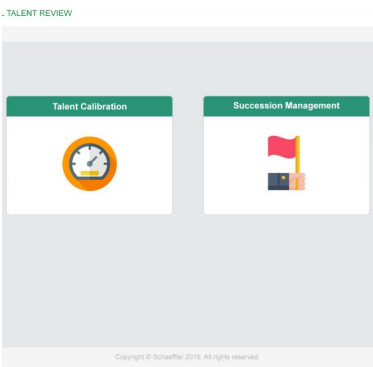 TALENT REVIEW
Talent Calibration
Succession Management
Copyright © Schaeffler 2019. All rights reserved